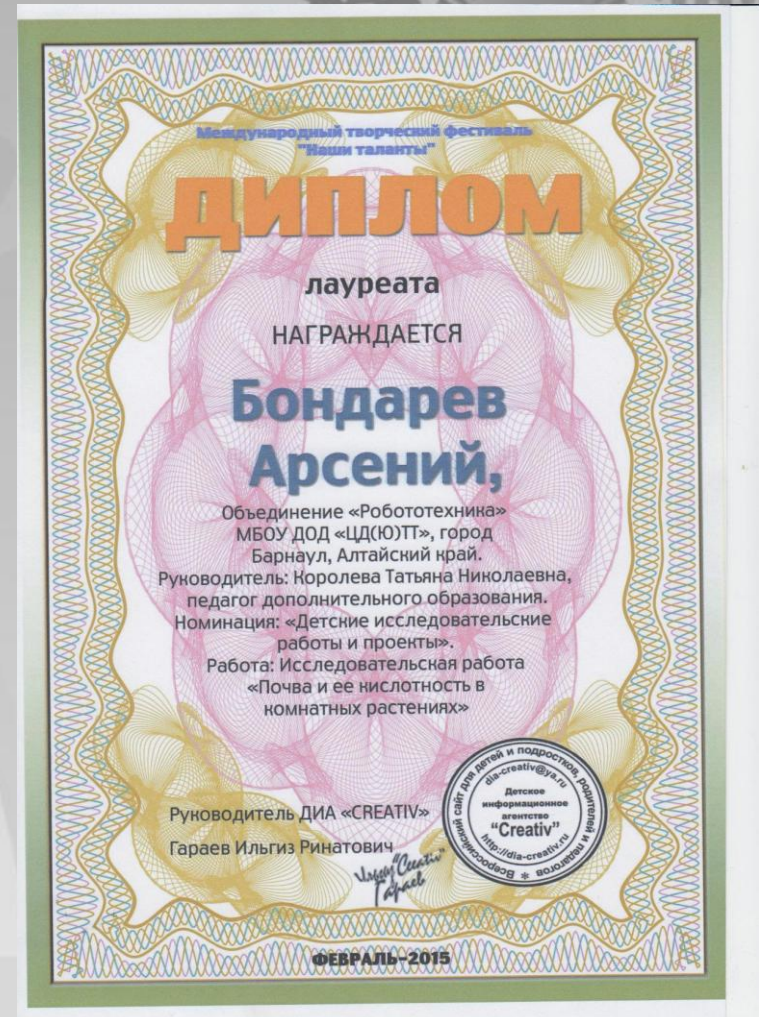 Международный творческий фестиваль
"Наши таланты"
ДИПЛОМ
лауреата
НАГРАЖДАЕТСЯ
Бондарев
Арсений,
Объединение «Робототехника»
МБОУ ДОД «ЦД(Ю)ТТ», город
Барнаул, Алтайский край.
Руководитель: Королева Татьяна Николаевна,
педагог дополнительного образования.
Номинация: «Детские исследовательские
работы и проекты».
Работа: Исследовательская работа
«Почва и ее кислотность в
комнатных растениях»
Руководитель ДИА «CREATIV»
Гараев Ильгиз Ринатович
Ильгиз "Creativ"
Гараев
Всероссийский сайт для детей и подростков, родителей и педагогов *
dia-creativ@ya.ru
Детское
информационное
агентство
"Creativ"
http://dia-creativ.ru
ФЕВРАЛЬ-2015